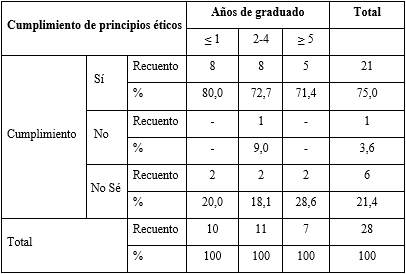 Cumplimiento de principios éticos Años de graduado Total
≤ 1 2-4 ≥ 5
Cumplimiento Sí Recuento 8 8 5 21
% 80,0 72,7 71,4 75,0
No Recuento - 1 - 1
% - 9,0 - 3,6
No Sé Recuento 2 2 2 6
% 20,0 18,1 28,6 21,4
Total Recuento 10 11 7 28
% 100 100 100 100